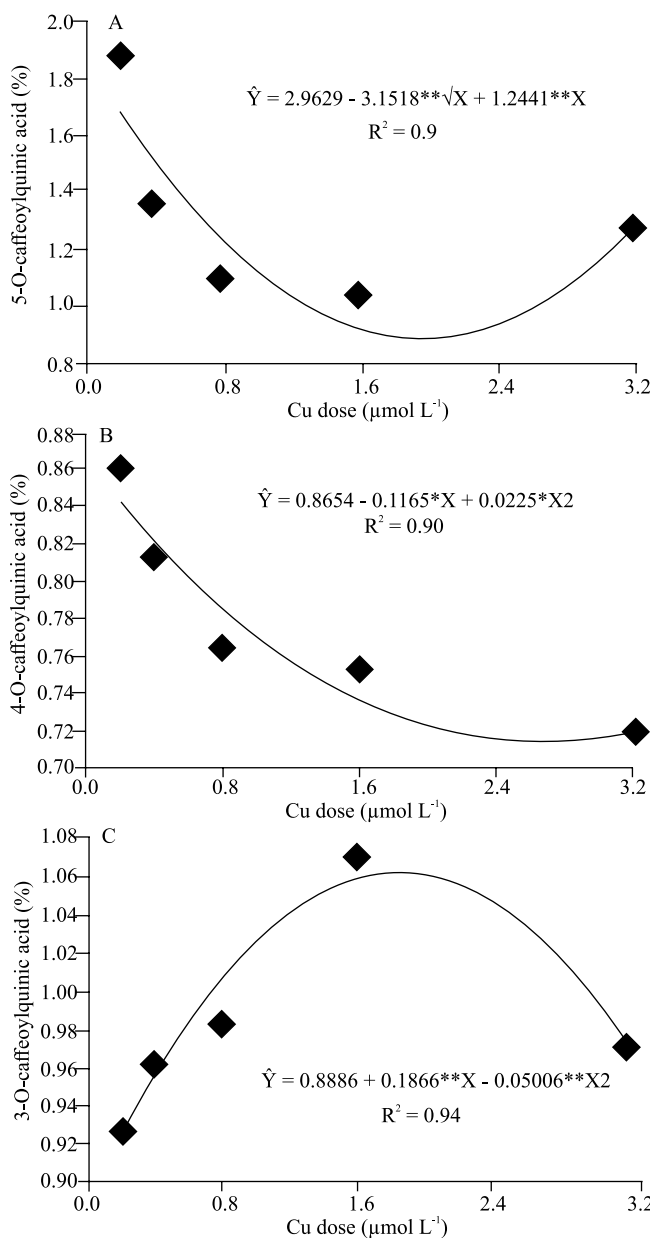 A
5-O-caffeoylquinic acid (%)
2.0
1.8
1.6
1.4
1.2
1.0
0.8
Ŷ = 2.9629 - 3.1518**√X + 1.2441**X
R² = 0.9
0.0 0.8 1.6 2.4 3.2
Cu dose (µmol L⁻¹)
B
4-O-caffeoylquinic acid (%)
0.88
0.86
0.84
0.82
0.80
0.78
0.76
0.74
0.72
0.70
Ŷ = 0.8654 - 0.1165*X + 0.0225*X2
R² = 0.90
0.0 0.8 1.6 2.4 3.2
Cu dose (µmol L⁻¹)
C
3-O-caffeoylquinic acid (%)
1.08
1.06
1.04
1.02
1.00
0.98
0.96
0.94
0.92
0.90
Ŷ = 0.8886 + 0.1866**X - 0.05006**X2
R² = 0.94
0.0 0.8 1.6 2.4 3.2
Cu dose (µmol L⁻¹)